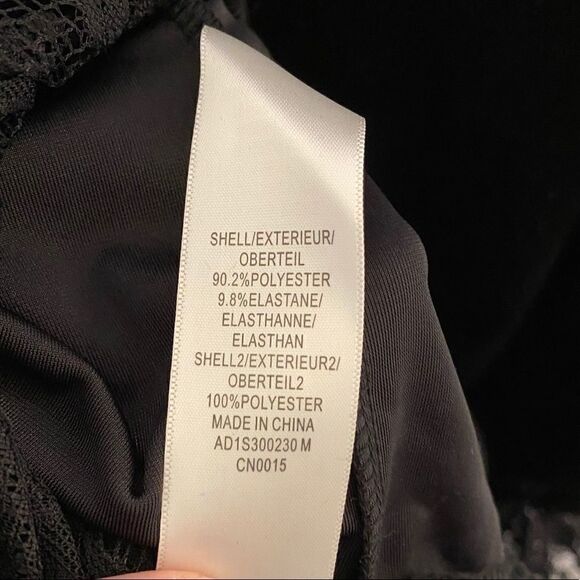 SHELL/EXTERIEUR/
OBERTEIL
90.2%POLYESTER
9.8%ELASTANE/
ELASTHANNE/
ELASTHAN
SHELL2/EXTERIEUR2/
OBERTEIL2
100%POLYESTER
MADE IN CHINA
AD1S300230 M
CN0015